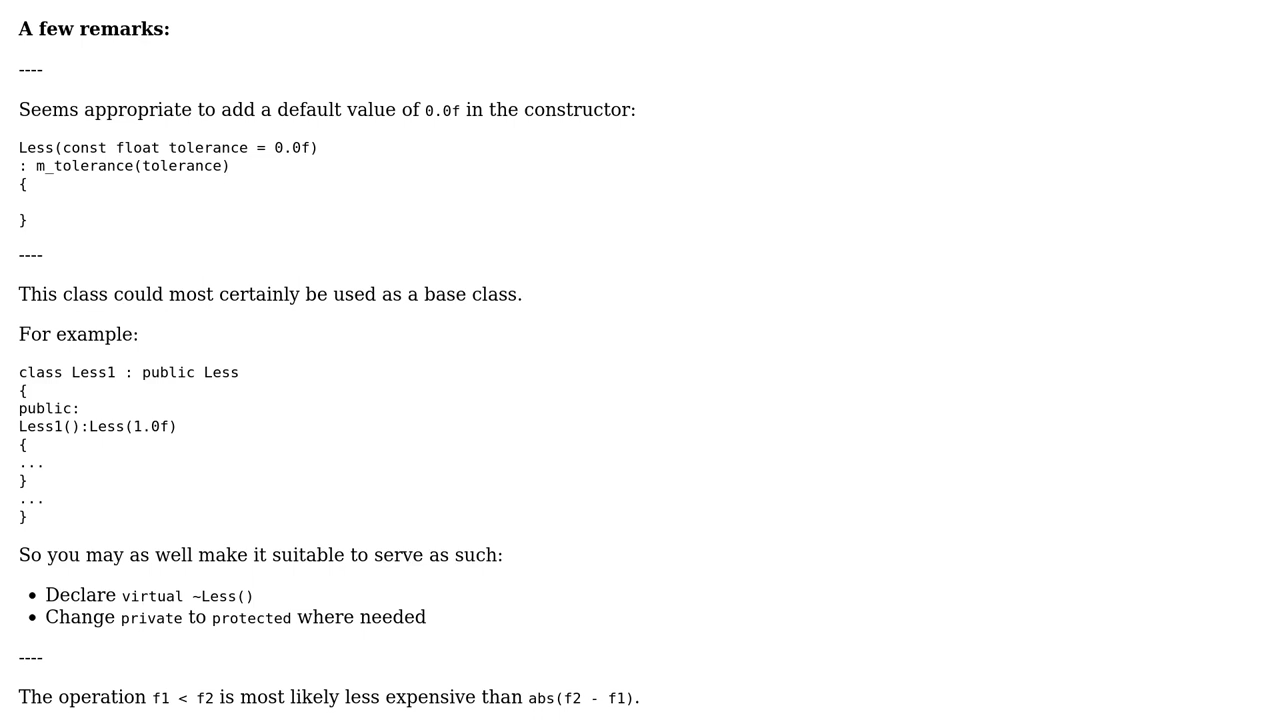 A few remarks:
----
Seems appropriate to add a default value of 0.0f in the constructor:
Less(const float tolerance = 0.0f)
: m_tolerance(tolerance)
{
}
----
This class could most certainly be used as a base class.
For example:
class Less1 : public Less
{
public:
Less1():Less(1.0f)
{
...
}
...
}
So you may as well make it suitable to serve as such:
• Declare virtual ~Less()
• Change private to protected where needed
----
The operation f1 < f2 is most likely less expensive than abs(f2 - f1).